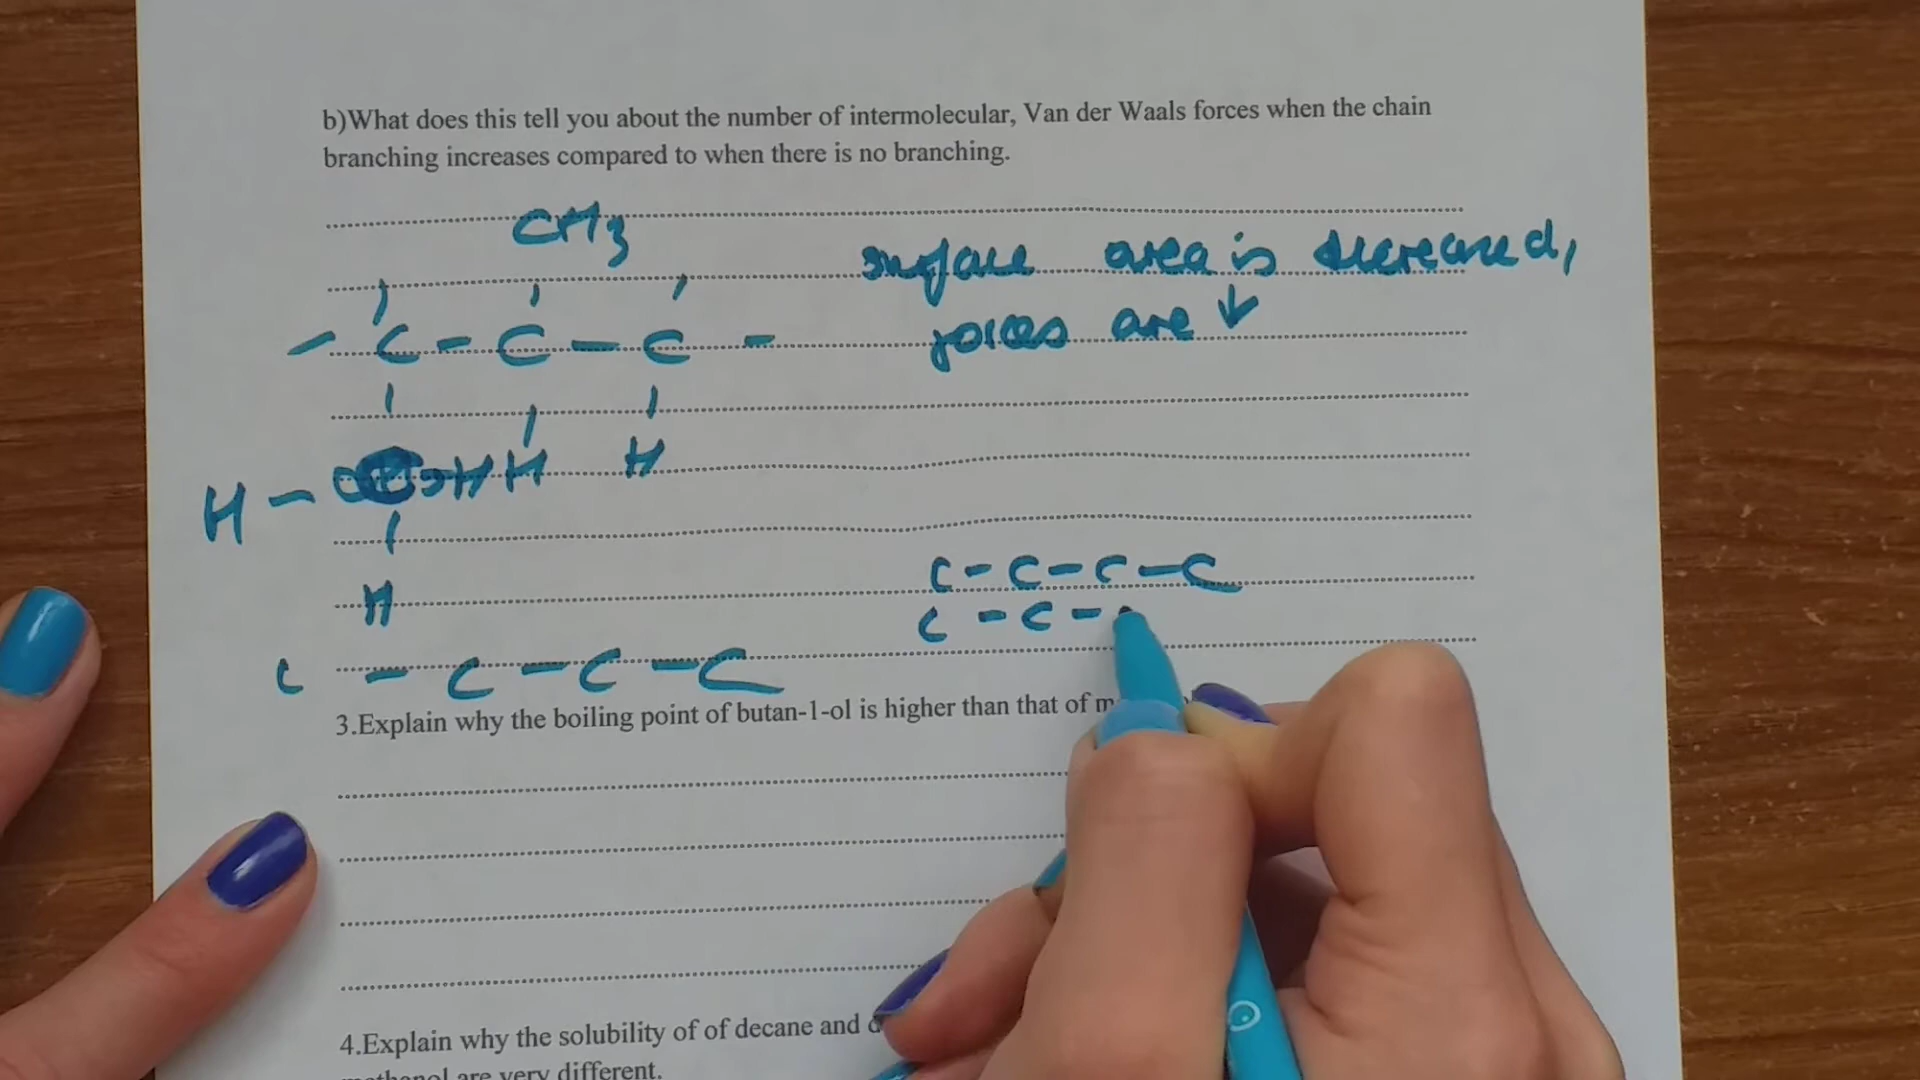 b)What does this tell you about the number of intermolecular, Van der Waals forces when the chain
branching increases compared to when there is no branching.
CH3
surface area is decreased,
forces are ↓
- C - C - C -
H H
H -
H
C - C - C - C
C - C -
C - C - C - C
3.Explain why the boiling point of butan-1-ol is higher than that of
4.Explain why the solubility of of decane and
are very different.